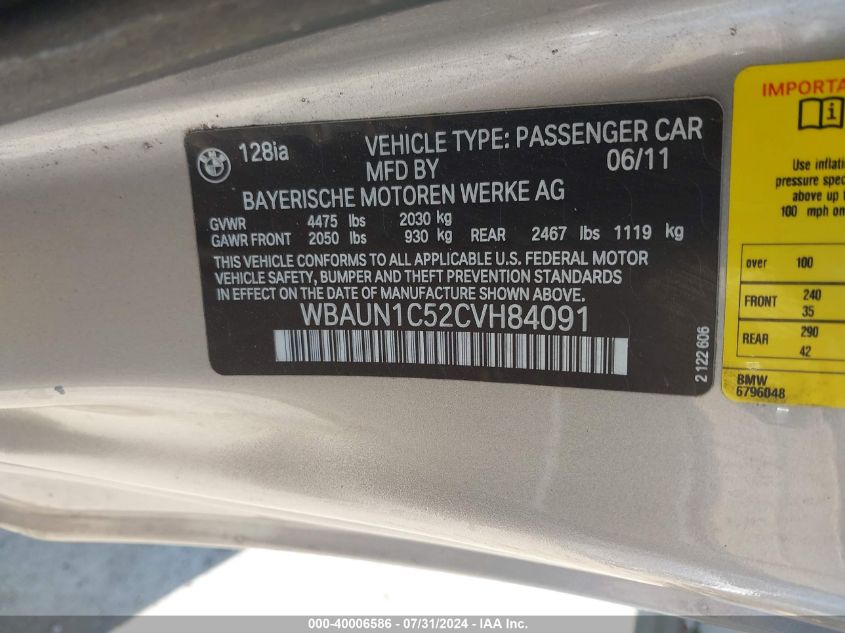 BMW
128ia
VEHICLE TYPE: PASSENGER CAR
MFD BY 06/11
BAYERISCHE MOTOREN WERKE AG
GVWR 4475 lbs 2030 kg
GAWR FRONT 2050 lbs 930 kg REAR 2467 lbs 1119 kg
THIS VEHICLE CONFORMS TO ALL APPLICABLE U.S. FEDERAL MOTOR
VEHICLE SAFETY, BUMPER AND THEFT PREVENTION STANDARDS
IN EFFECT ON THE DATE OF MANUFACTURE SHOWN ABOVE.
WBAUN1C52CVH84091
2 122 606
IMPORTA
Use inflati
pressure spec
above up t
100 mph on
over 100
FRONT 240
35
REAR 290
42
BMW
6796048
000-40006586 - 07/31/2024 - IAA Inc.